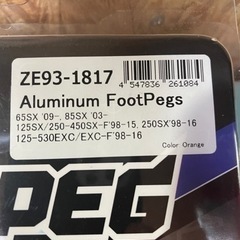 ZE93-1817
4 547836 261084
Aluminum FootPegs
65SX '09-, 85SX '03-
125SX/250-450SX-F'98-15, 250SX'98-16
125-530EXC/EXC-F'98-16
Color Orange
PEG